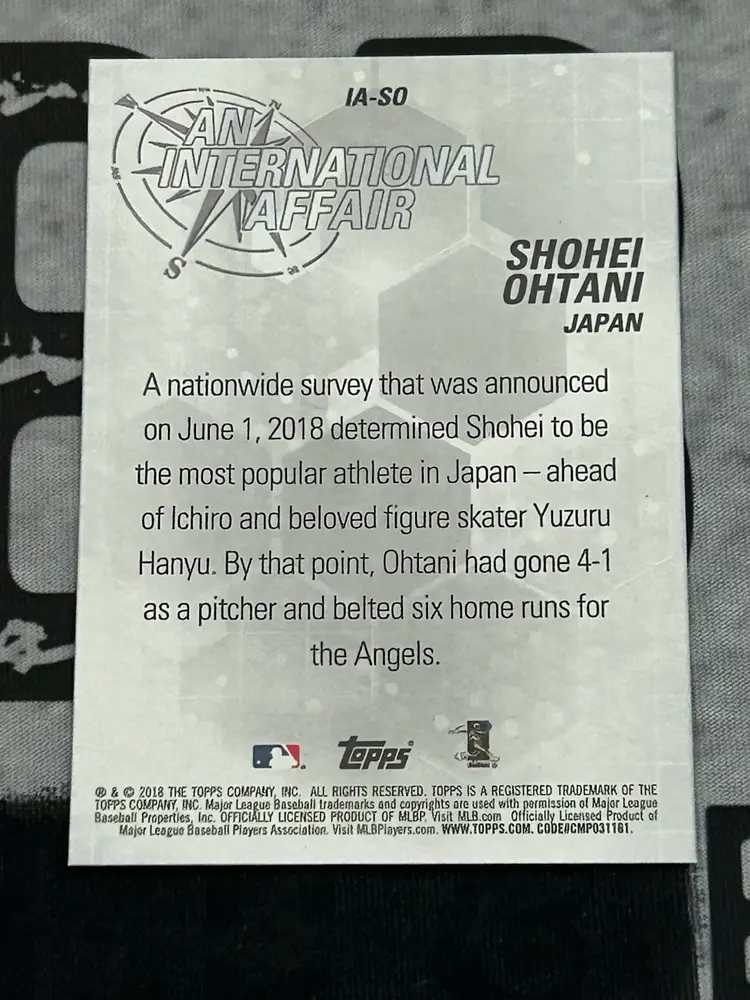 IA-SO
AN
INTERNATIONAL
AFFAIR
S
SHOHEI
OHTANI
JAPAN
A nationwide survey that was announced
on June 1, 2018 determined Shohei to be
the most popular athlete in Japan – ahead
of Ichiro and beloved figure skater Yuzuru
Hanyu. By that point, Ohtani had gone 4-1
as a pitcher and belted six home runs for
the Angels.
topps®
® & © 2018 THE TOPPS COMPANY, INC. ALL RIGHTS RESERVED. TOPPS IS A REGISTERED TRADEMARK OF THE
TOPPS COMPANY, INC. Major League Baseball trademarks and copyrights are used with permission of Major League
Baseball Properties, Inc. OFFICIALLY LICENSED PRODUCT OF MLBP. Visit MLB.com Officially Licensed Product of
Major League Baseball Players Association. Visit MLBPlayers.com. WWW.TOPPS.COM. CODE#CMP031161.